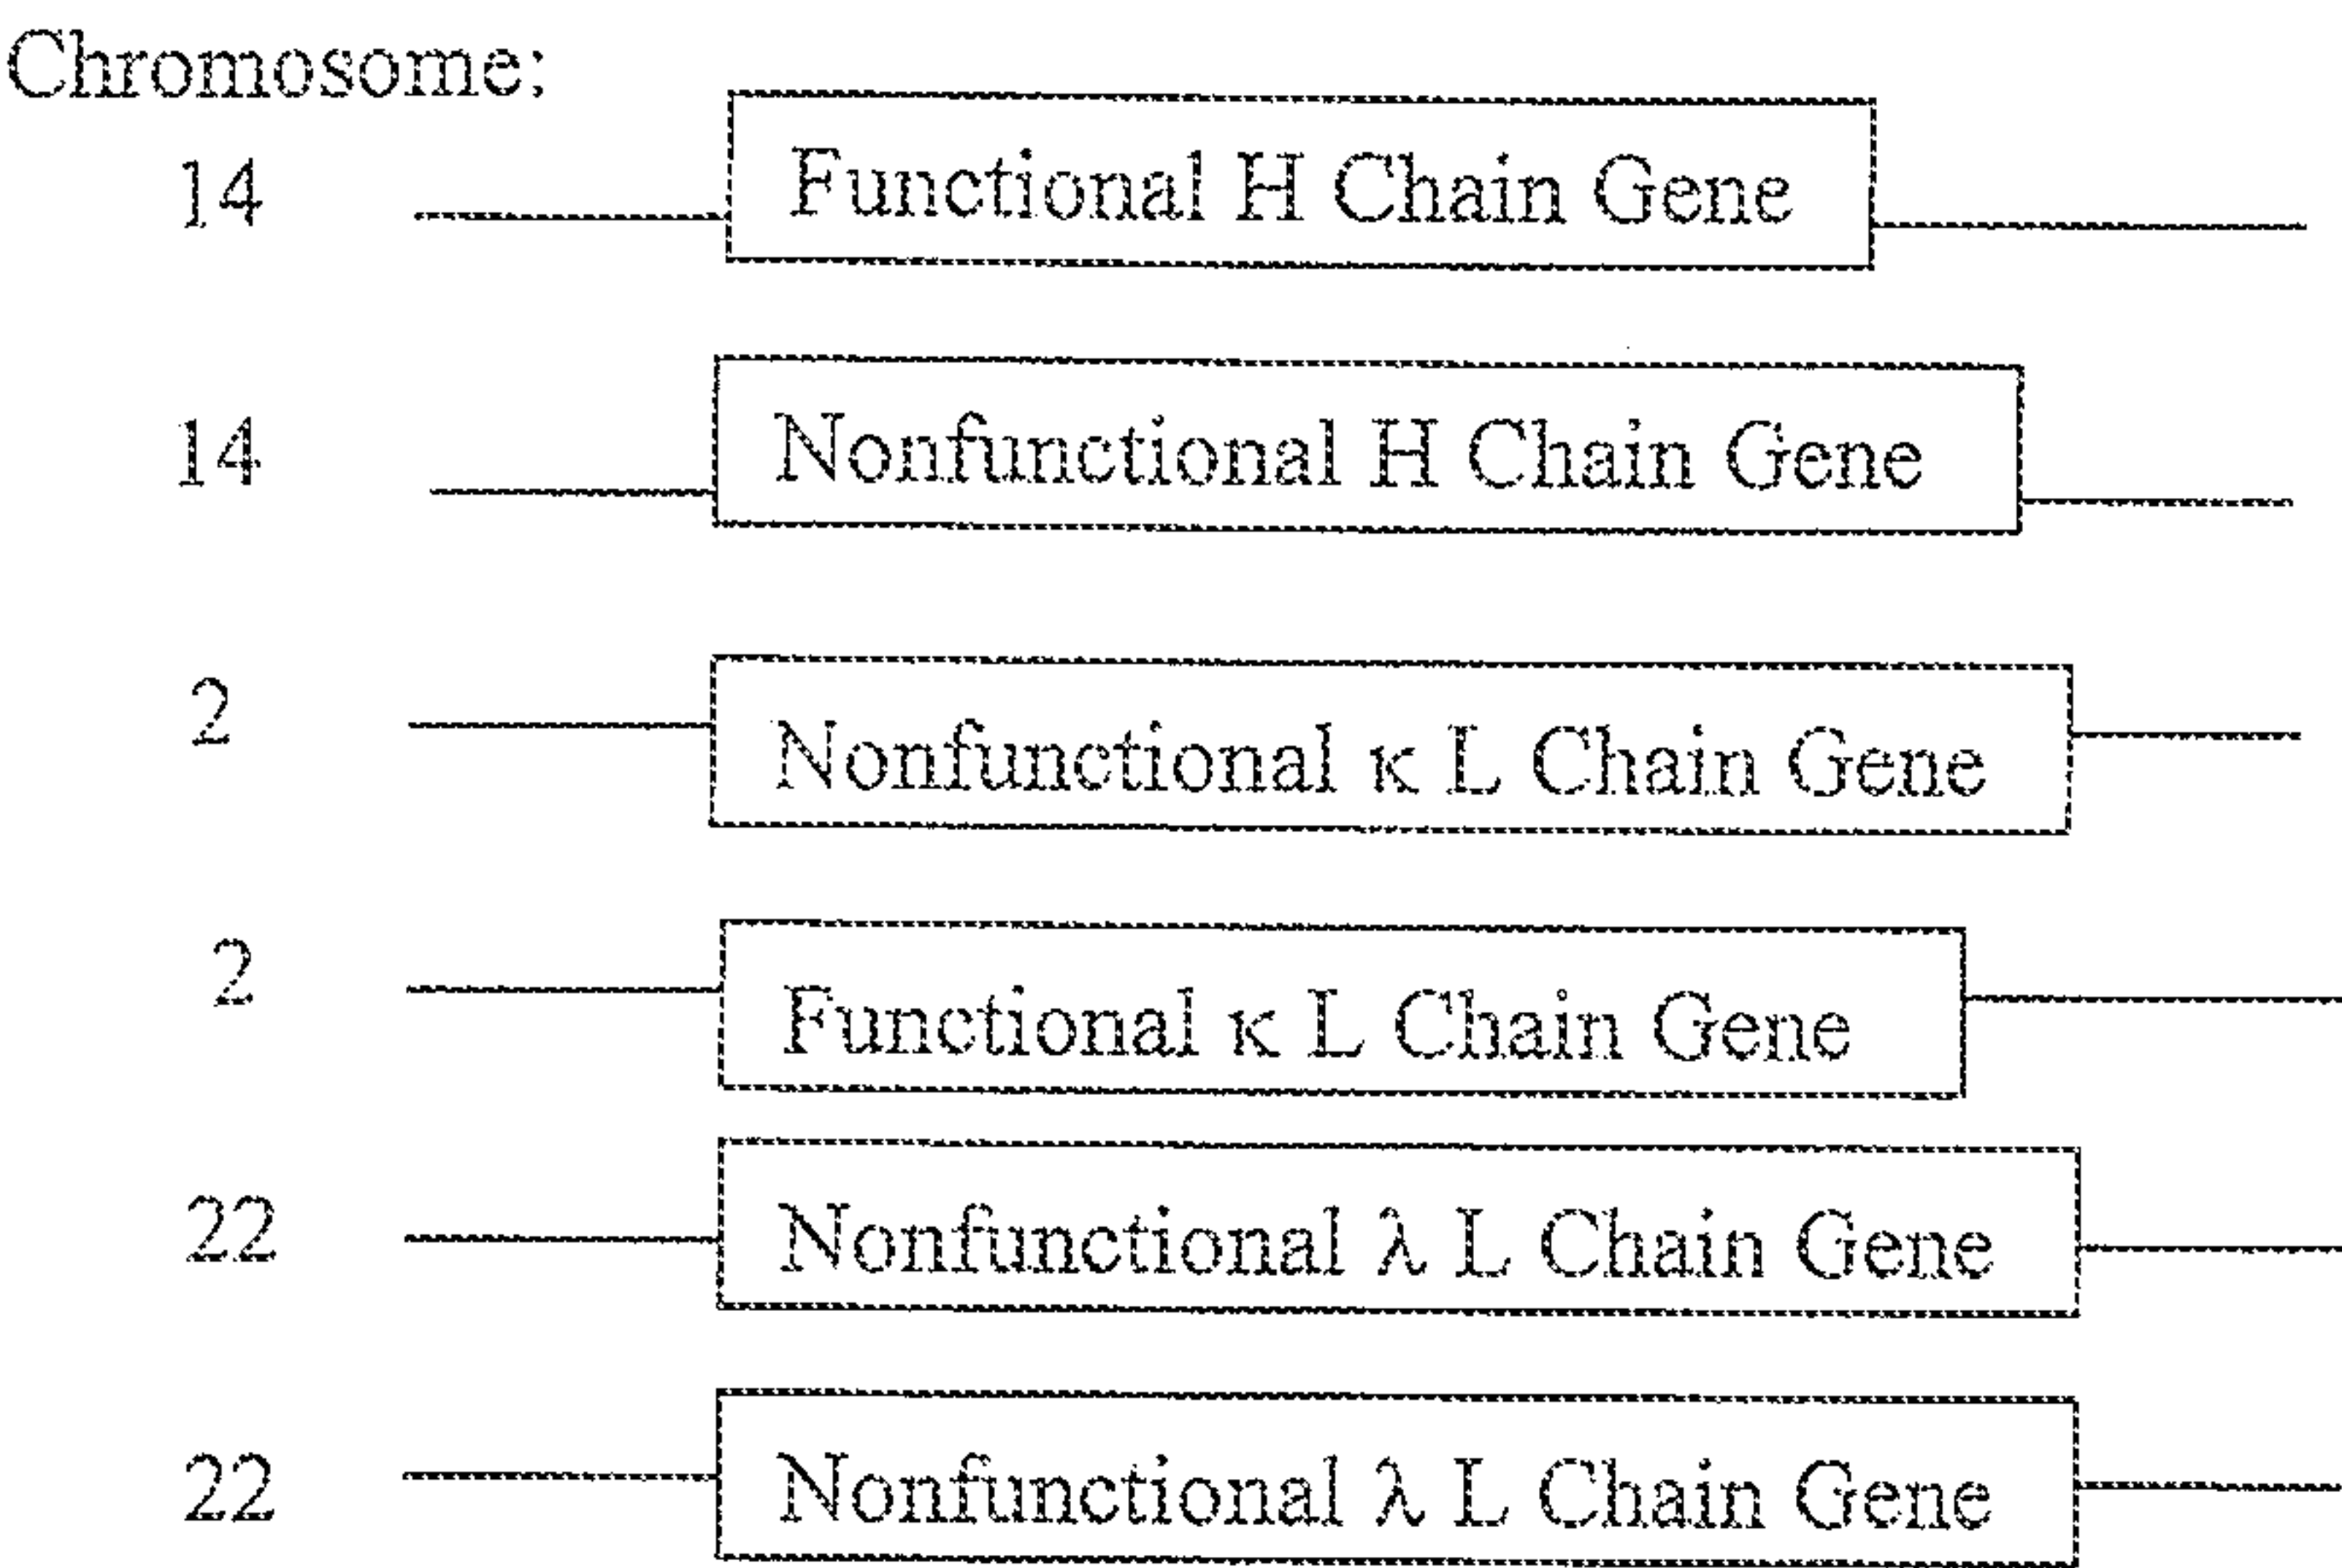 Chromosome:
14 Functional H Chain Gene
14 Nonfunctional H Chain Gene
2 Nonfunctional κ L Chain Gene
2 Functional κ L Chain Gene
22 Nonfunctional λ L Chain Gene
22 Nonfunctional λ L Chain Gene